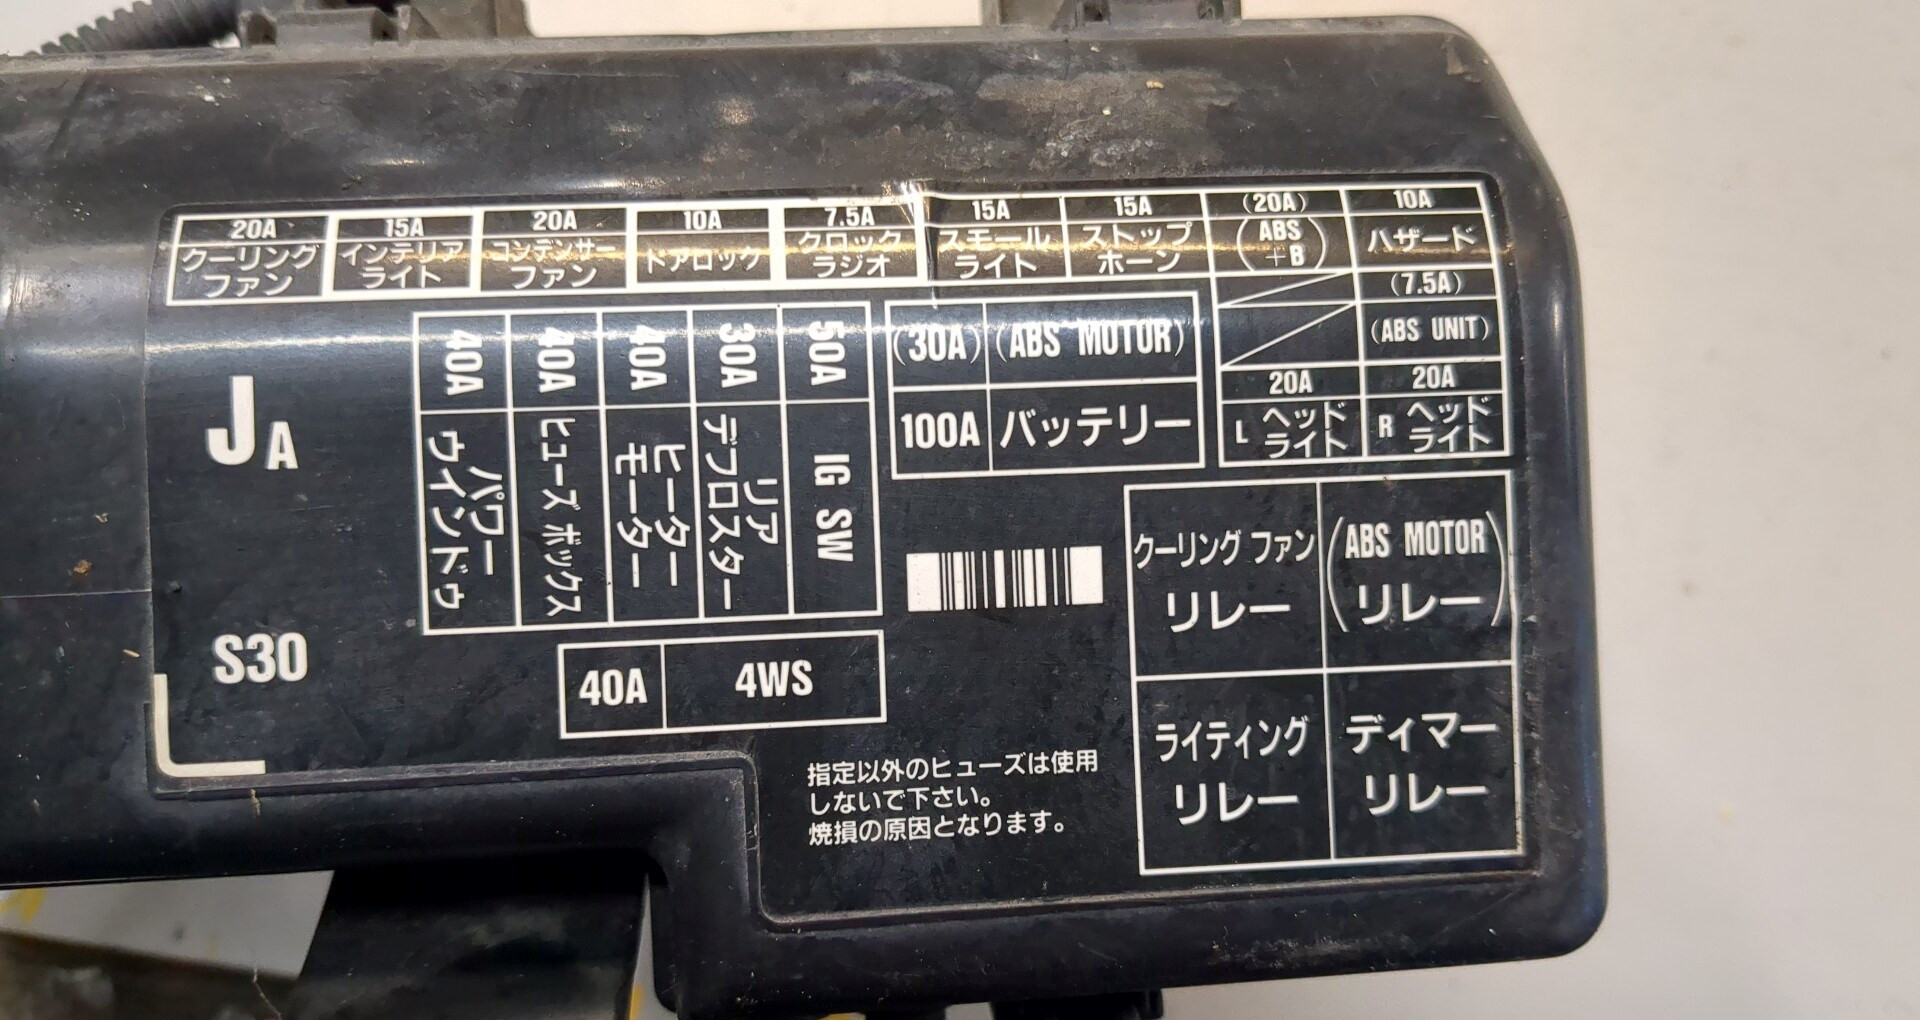 20A
クーリング
ファン
15A
インテリア
ライト
20A
コンデンサー
ファン
10A
ドアロック
7.5A
クロック
ラジオ
15A
スモール
ライト
15A
ストップ
ホーン
(20A)
(ABS
+B)
10A
ハザード
(7.5A)
(ABS UNIT)
20A
L ヘッド
ライト
20A
R ヘッド
ライト
40A
パワー
ウインドゥ
40A
ヒューズ ボックス
40A
ヒーター
モーター
30A
リア
デフロスター
50A
IG SW
(30A) (ABS MOTOR)
100A バッテリー
JA
S30
40A 4WS
クーリング ファン
リレー
(ABS MOTOR
リレー)
ライティング
リレー
ディマー
リレー
指定以外のヒューズは使用
しないで下さい。
焼損の原因となります。